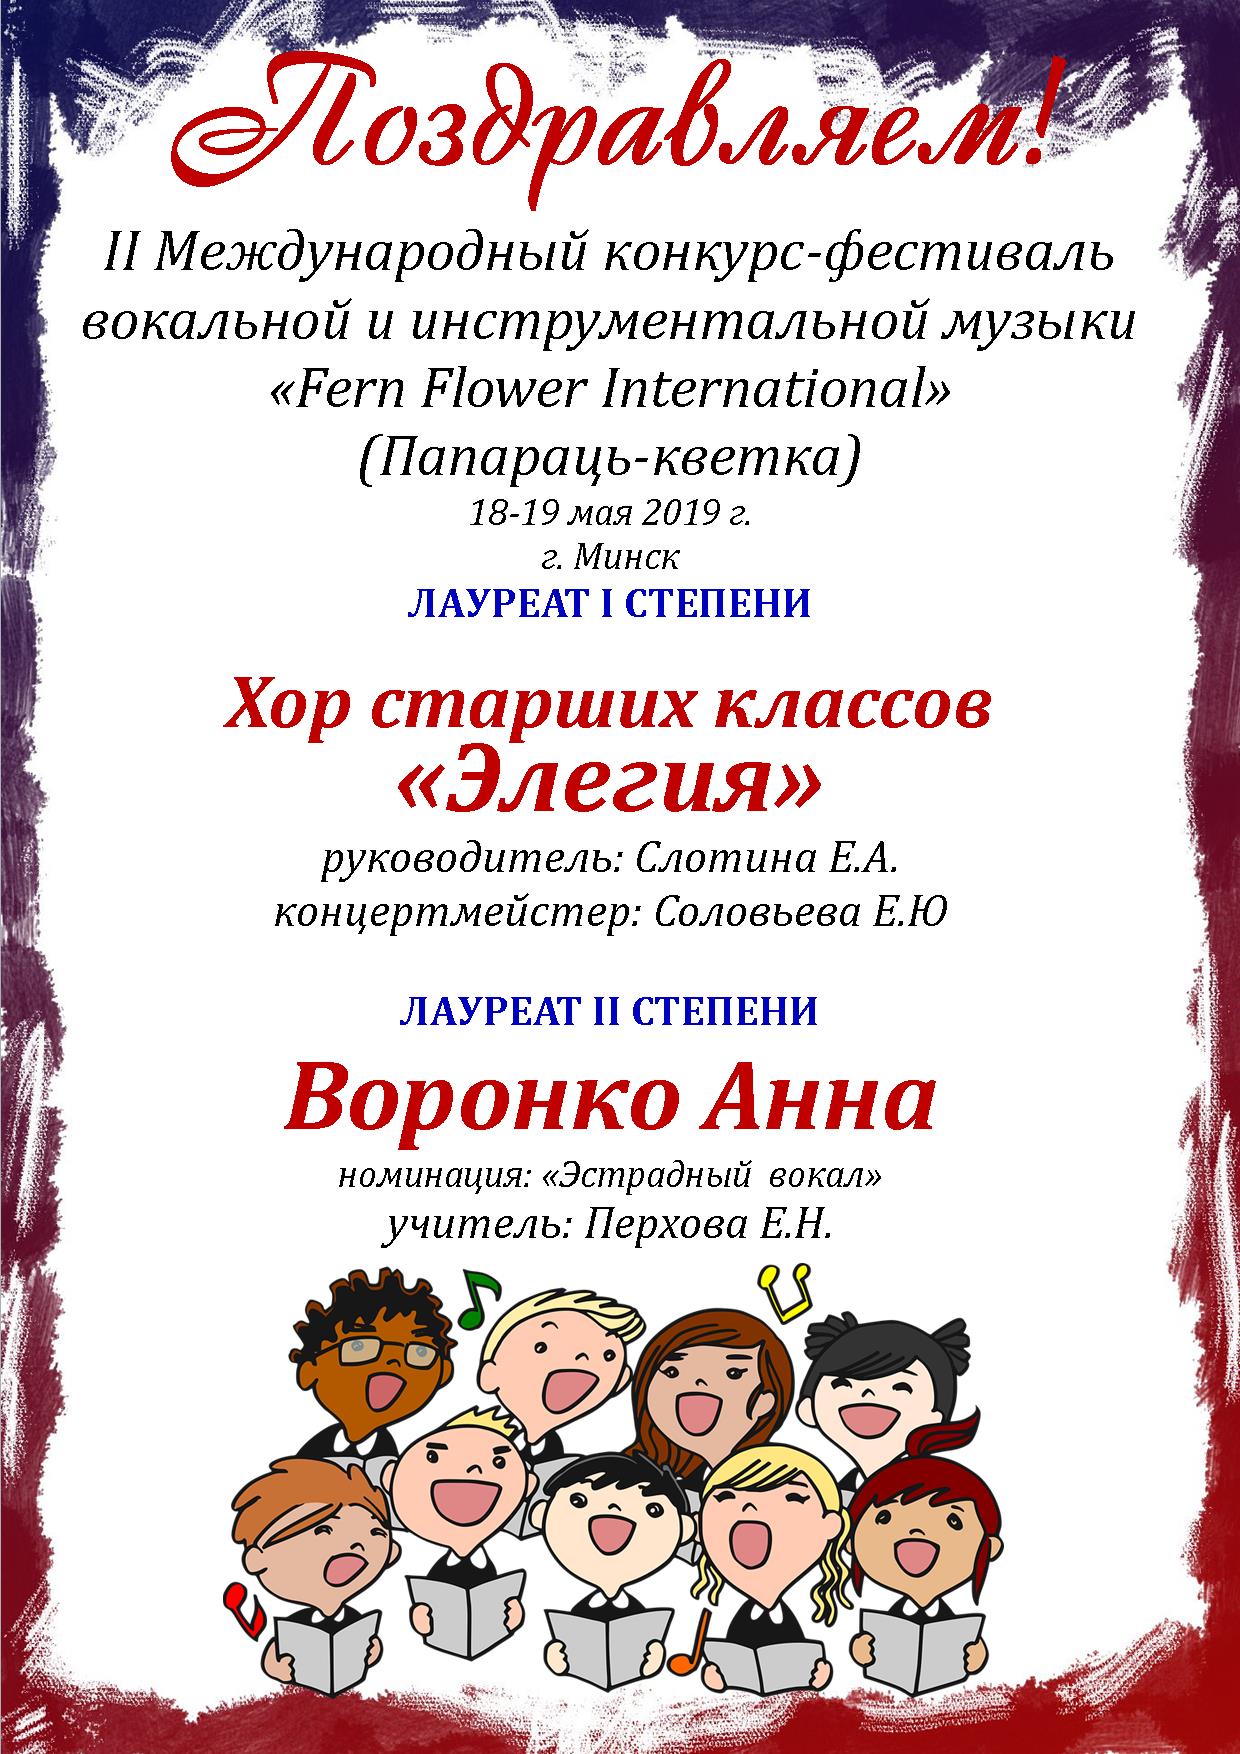 Поздравляем!
II Международный конкурс-фестиваль
вокальной и инструментальной музыки
«Fern Flower International»
(Папараць-кветка)
18-19 мая 2019 г.
г. Минск
ЛАУРЕАТ I СТЕПЕНИ
Хор старших классов
«Элегия»
руководитель: Слотина Е.А.
концертмейстер: Соловьева Е.Ю
ЛАУРЕАТ II СТЕПЕНИ
Воронко Анна
номинация: «Эстрадный вокал»
учитель: Перхова Е.Н.